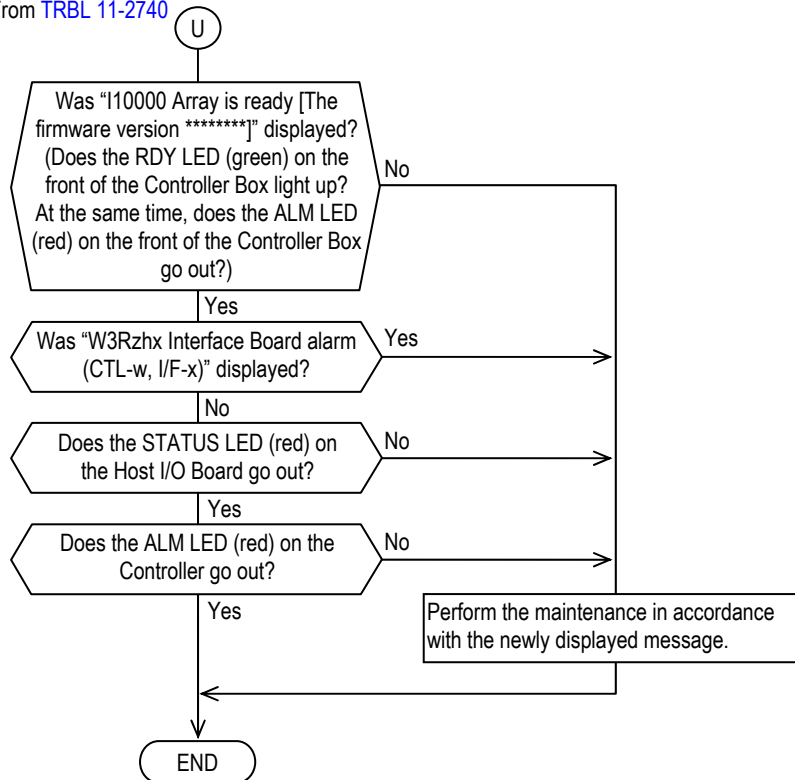 from TRBL 11-2740
U
Was “I10000 Array is ready [The
firmware version ********]” displayed?
(Does the RDY LED (green) on the
front of the Controller Box light up?
At the same time, does the ALM LED
(red) on the front of the Controller Box
go out?)
No
Yes
Was “W3Rzhx Interface Board alarm
(CTL-w, I/F-x)” displayed?
Yes
No
Does the STATUS LED (red) on
the Host I/O Board go out?
No
Yes
Does the ALM LED (red) on the
Controller go out?
No
Yes
Perform the maintenance in accordance
with the newly displayed message.
END